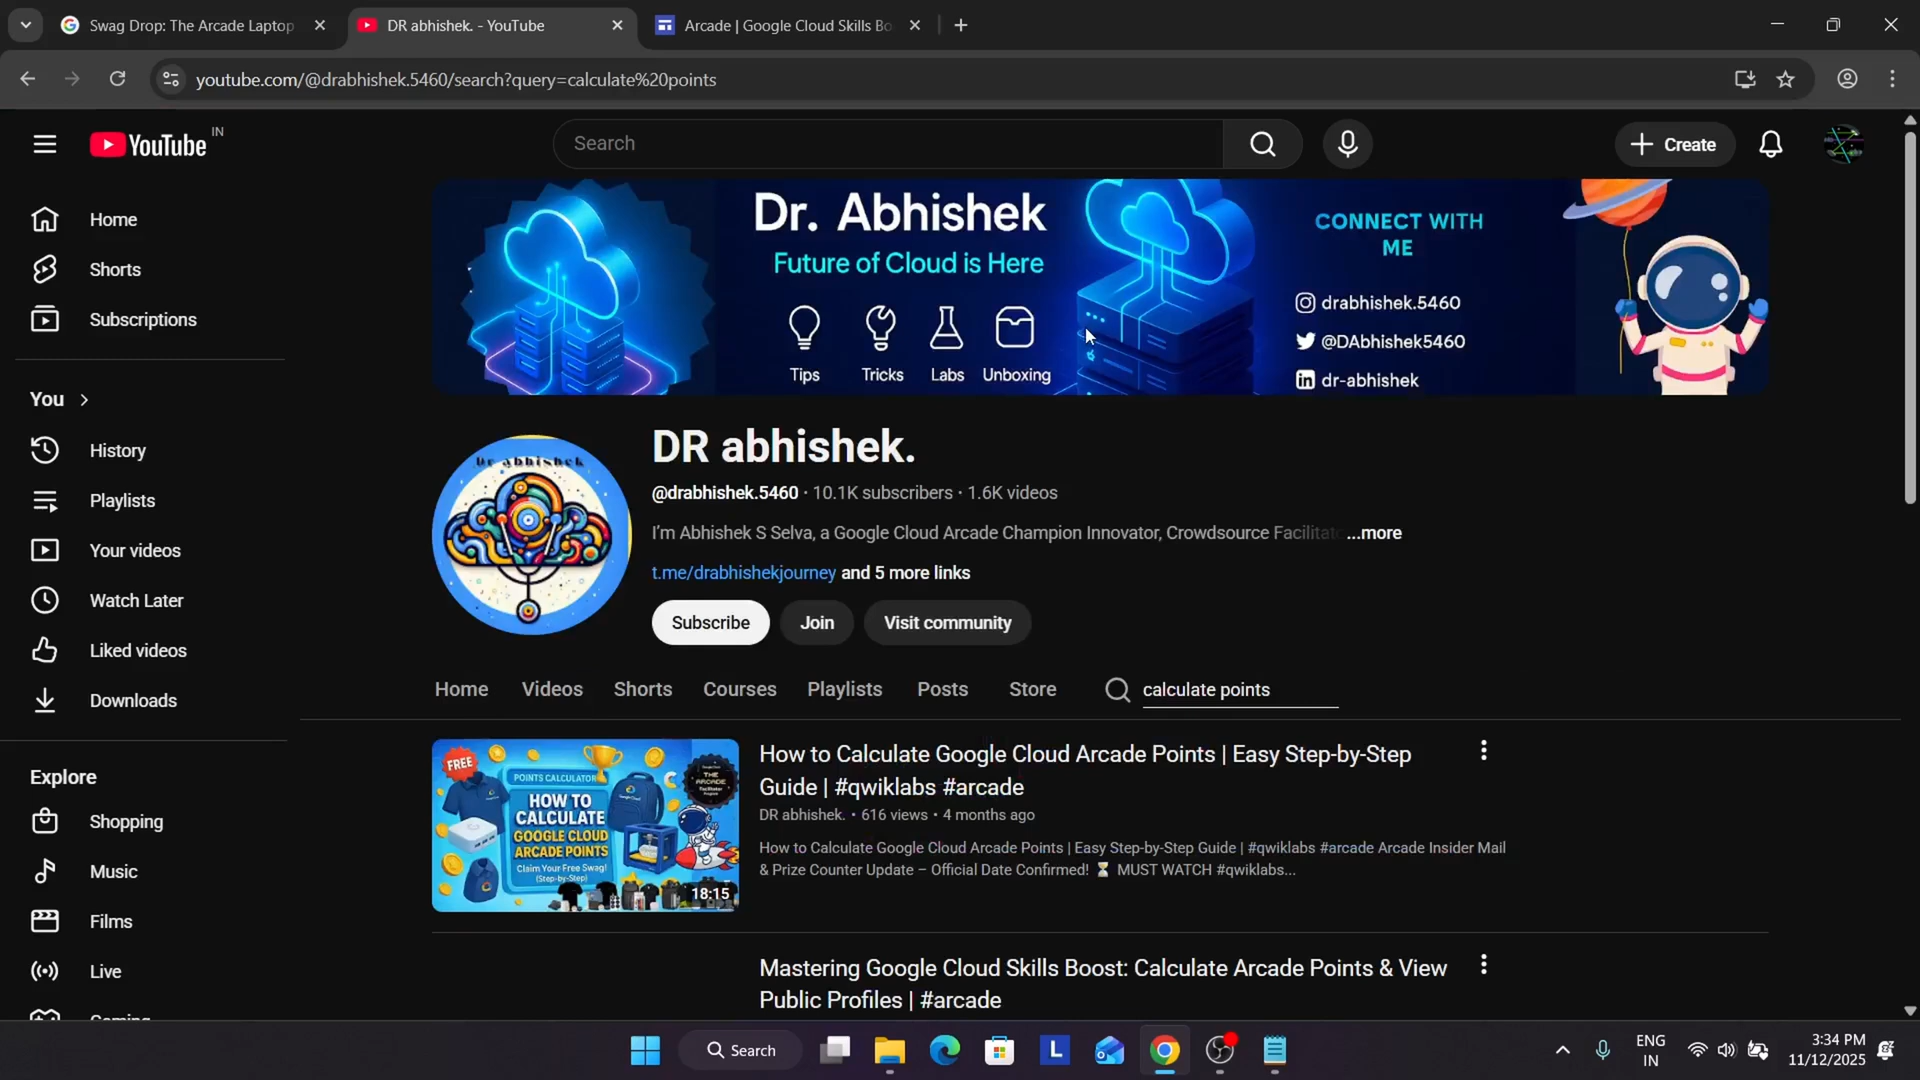 Swag Drop: The Arcade Laptop
DR abhishek. - YouTube
Arcade | Google Cloud Skills Bo
youtube.com/@drabhishek.5460/search?query=calculate%20points
YouTube IN
Search
Create
Home
Shorts
Subscriptions
You
History
Playlists
Your videos
Watch Later
Liked videos
Downloads
Explore
Shopping
Music
Films
Live
Gaming
Dr. Abhishek
Future of Cloud is Here
Tips
Tricks
Labs
Unboxing
CONNECT WITH
ME
drabhishek.5460
@DAbhishek5460
dr-abhishek
Dr abhishek
DR abhishek.
@drabhishek.5460 · 10.1K subscribers · 1.6K videos
I'm Abhishek S Selva, a Google Cloud Arcade Champion Innovator, Crowdsource Facilitato ...more
t.me/drabhishekjourney and 5 more links
Subscribe
Join
Visit community
Home
Videos
Shorts
Courses
Playlists
Posts
Store
calculate points
FREE
POINTS CALCULATOR
HOW TO
CALCULATE
GOOGLE CLOUD
ARCADE POINTS
Claim Your Free Swag!
(Step-by-Step)
THE
ARCADE
18:15
How to Calculate Google Cloud Arcade Points | Easy Step-by-Step
Guide | #qwiklabs #arcade
DR abhishek. • 616 views • 4 months ago
How to Calculate Google Cloud Arcade Points | Easy Step-by-Step Guide | #qwiklabs #arcade Arcade Insider Mail
& Prize Counter Update – Official Date Confirmed! ⏳ MUST WATCH #qwiklabs...
Mastering Google Cloud Skills Boost: Calculate Arcade Points & View
Public Profiles | #arcade
Search
L
ENG
IN
3:34 PM
11/12/2025